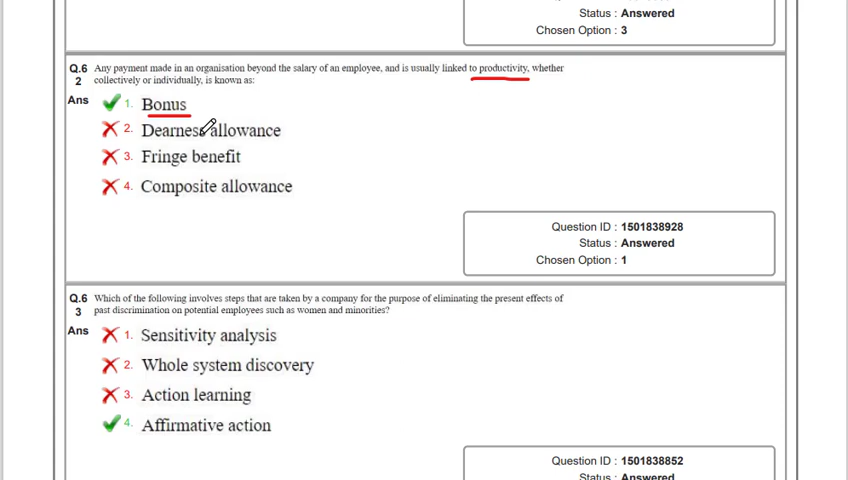 Status : Answered
Chosen Option : 3
Q.6 Any payment made in an organisation beyond the salary of an employee, and is usually linked to productivity, whether
2 collectively or individually, is known as:
Ans 1. Bonus
2. Dearness allowance
3. Fringe benefit
4. Composite allowance
Question ID : 1501838928
Status : Answered
Chosen Option : 1
Q.6 Which of the following involves steps that are taken by a company for the purpose of eliminating the present effects of
3 past discrimination on potential employees such as women and minorities?
Ans 1. Sensitivity analysis
2. Whole system discovery
3. Action learning
4. Affirmative action
Question ID : 1501838852
Status : Answered